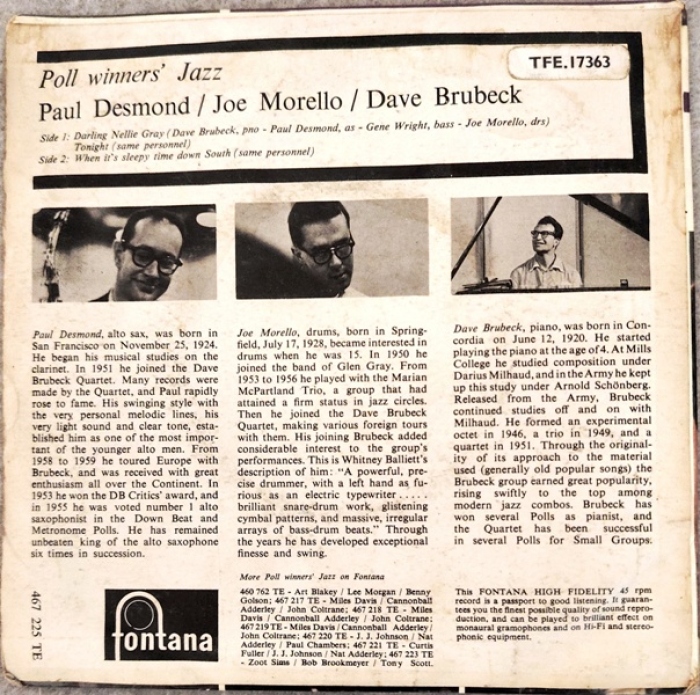 Poll winners' Jazz
TFE.17363
Paul Desmond / Joe Morello / Dave Brubeck
Side 1: Darling Nellie Gray (Dave Brubeck, pno - Paul Desmond, as - Gene Wright, bass - Joe Morello, drs)
Tonight (same personnel)
Side 2: When it's sleepy time down South (same personnel)
Paul Desmond, alto sax, was born in
San Francisco on November 25, 1924.
He began his musical studies on the
clarinet. In 1951 he joined the Dave
Brubeck Quartet. Many records were
made by the Quartet, and Paul rapidly
rose to fame. His swinging style with
the very personal melodic lines, his
very light sound and clear tone, estab-
lished him as one of the most impor-
tant of the younger alto men. From
1958 to 1959 he toured Europe with
Brubeck, and was received with great
enthusiasm all over the Continent. In
1953 he won the DB Critics' award, and
in 1955 he was voted number 1 alto
saxophonist in the Down Beat and
Metronome Polls. He has remained
unbeaten king of the alto saxophone
six times in succession.
Joe Morello, drums, born in Spring-
field, July 17, 1928, became interested in
drums when he was 15. In 1950 he
joined the band of Glen Gray. From
1953 to 1956 he played with the Marian
McPartland Trio, a group that had
attained a firm status in jazz circles.
Then he joined the Dave Brubeck
Quartet, making various foreign tours
with them. His joining Brubeck added
considerable interest to the group's
performances. This is Whitney Balliett's
description of him: "A powerful, pre-
cise drummer, with a left hand as fu-
rious as an electric typewriter . . . . .
brilliant snare-drum work, glistening
cymbal patterns, and massive, irregular
arrays of bass-drum beats." Through
the years he has developed exceptional
finesse and swing.
Dave Brubeck, piano, was born in Con-
cordia on June 12, 1920. He started
playing the piano at the age of 4. At Mills
College he studied composition under
Darius Milhaud, and in the Army he kept
up this study under Arnold Schönberg.
Released from the Army, Brubeck
continued studies off and on with
Milhaud. He formed an experimental
octet in 1946, a trio in 1949, and a
quartet in 1951. Through the original-
ity of its approach to the material
used (generally old popular songs) the
Brubeck group earned great popularity,
rising swiftly to the top among
modern jazz combos. Brubeck has
won several Polls as pianist, and
the Quartet has been successful
in several Polls for Small Groups.
467 225 TE
fontana
More Poll winners' Jazz on Fontana
460 762 TE - Art Blakey / Lee Morgan / Benny
Golson; 467 217 TE - Miles Davis / Cannonball
Adderley / John Coltrane; 467 218 TE - Miles
Davis / Cannonball Adderley / John Coltrane;
467 219 TE - Miles Davis / Cannonball Adderley /
John Coltrane; 467 220 TE - J. J. Johnson / Nat
Adderley / Paul Chambers; 467 221 TE - Curtis
Fuller / J. J. Johnson / Nat Adderley; 467 223 TE
- Zoot Sims / Bob Brookmeyer / Tony Scott.
This FONTANA HIGH FIDELITY 45 rpm
record is a passport to good listening. It guaran-
tees you the finest possible quality of sound repro-
duction, and can be played to brilliant effect on
monaural gramophones and on Hi-Fi and stereo-
phonic equipment.